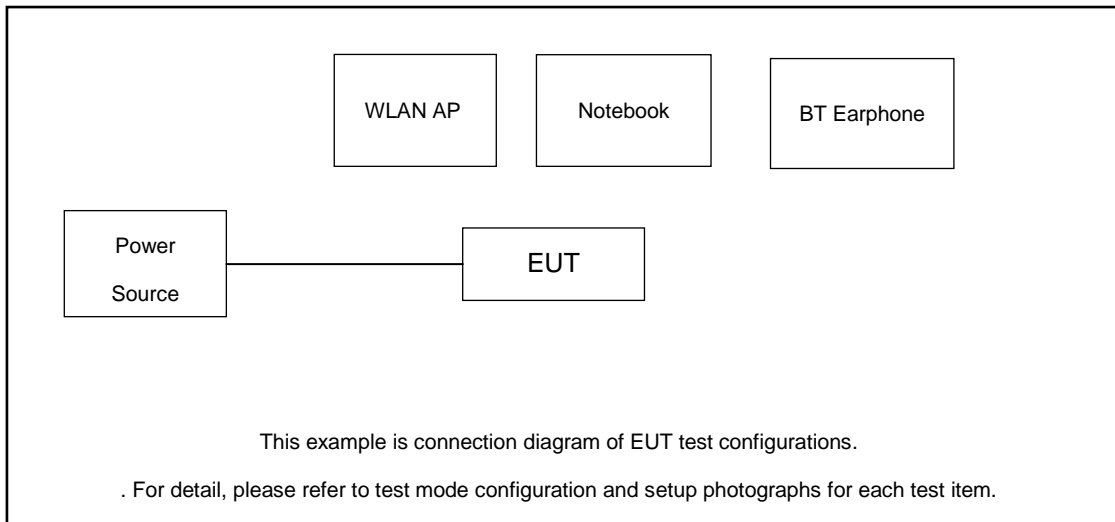 WLAN AP
Notebook
BT Earphone
Power
Source
EUT
This example is connection diagram of EUT test configurations.
. For detail, please refer to test mode configuration and setup photographs for each test item.